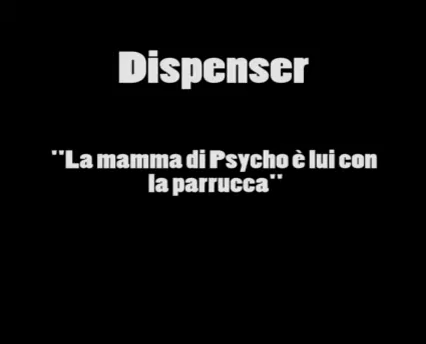 Dispenser
"La mamma di Psycho è lui con
la parrucca"